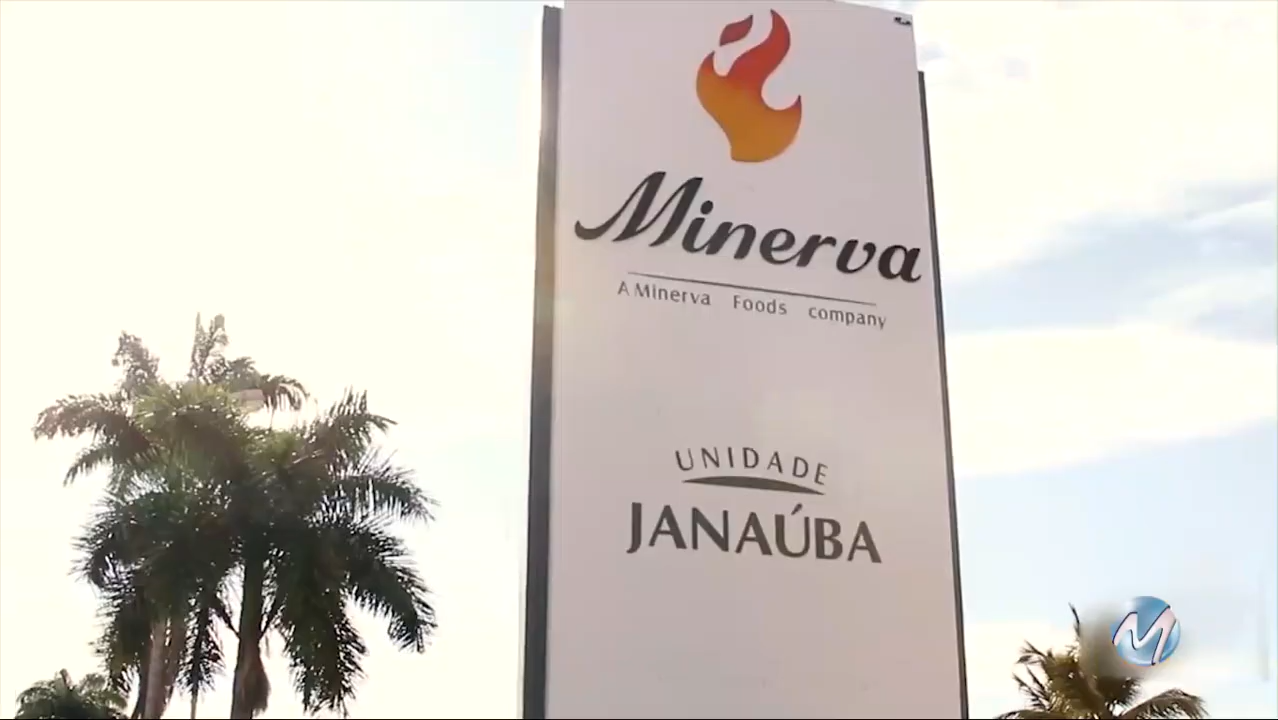 Minerva
A Minerva Foods company
UNIDADE
JANAÚBA
M